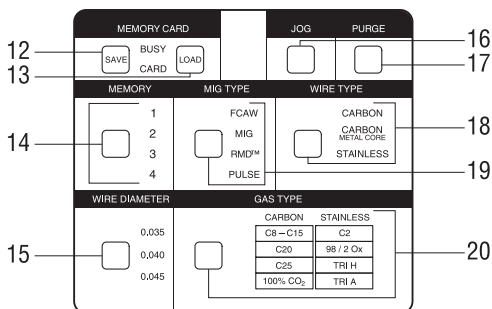 MEMORY CARD
JOG
PURGE
12
SAVE
BUSY
CARD
LOAD
13
16
17
MEMORY
MIG TYPE
WIRE TYPE
14
1
2
3
4
FCAW
MIG
RMD™
PULSE
CARBON
CARBON
METAL CORE
STAINLESS
18
19
WIRE DIAMETER
GAS TYPE
15
0.035
0.040
0.045
CARBON STAINLESS
C8 – C15 C2
C20 98 / 2 Ox
C25 TRI H
100% CO₂ TRI A
20